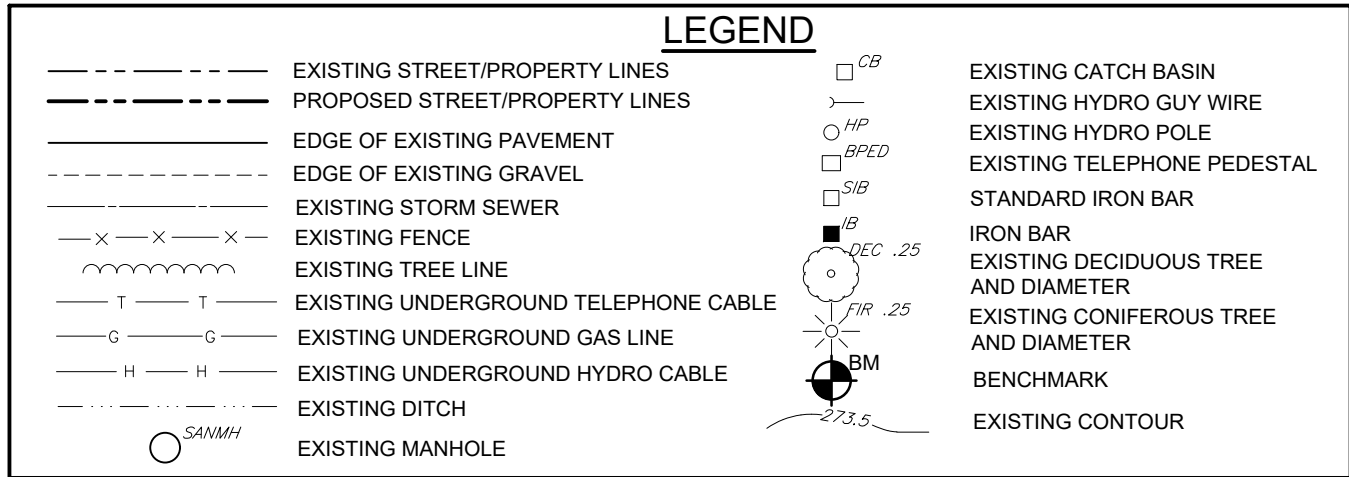 LEGEND
EXISTING STREET/PROPERTY LINES
PROPOSED STREET/PROPERTY LINES
EDGE OF EXISTING PAVEMENT
EDGE OF EXISTING GRAVEL
EXISTING STORM SEWER
X X X EXISTING FENCE
EXISTING TREE LINE
T T EXISTING UNDERGROUND TELEPHONE CABLE
G G EXISTING UNDERGROUND GAS LINE
H H EXISTING UNDERGROUND HYDRO CABLE
EXISTING DITCH
SANMH EXISTING MANHOLE
CB EXISTING CATCH BASIN
EXISTING HYDRO GUY WIRE
HP EXISTING HYDRO POLE
BPED EXISTING TELEPHONE PEDESTAL
SIB STANDARD IRON BAR
IB IRON BAR
DEC .25 EXISTING DECIDUOUS TREE
AND DIAMETER
FIR .25 EXISTING CONIFEROUS TREE
AND DIAMETER
BM BENCHMARK
273.5 EXISTING CONTOUR